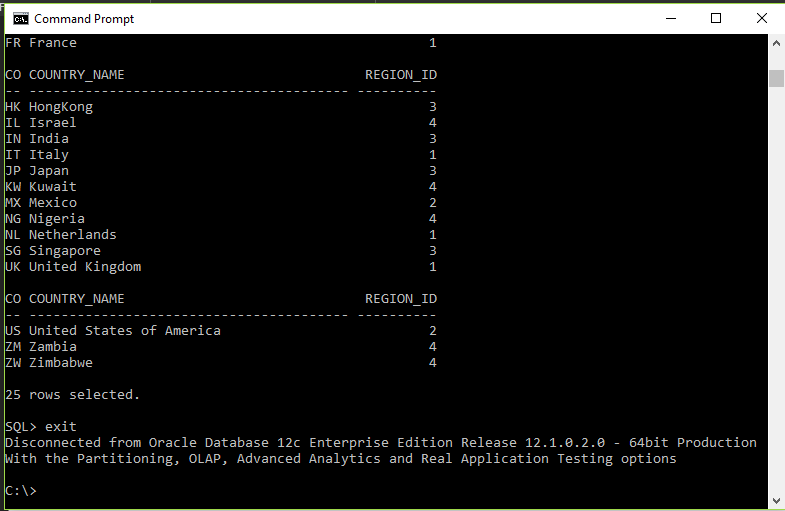 Command Prompt
FR France                                            1

CO COUNTRY_NAME                              REGION_ID
-- ---------------------------------------- ----------
HK HongKong                                          3
IL Israel                                            4
IN India                                             3
IT Italy                                             1
JP Japan                                             3
KW Kuwait                                            4
MX Mexico                                            2
NG Nigeria                                           4
NL Netherlands                                       1
SG Singapore                                         3
UK United Kingdom                                    1

CO COUNTRY_NAME                              REGION_ID
-- ---------------------------------------- ----------
US United States of America                          2
ZM Zambia                                            4
ZW Zimbabwe                                          4

25 rows selected.

SQL> exit
Disconnected from Oracle Database 12c Enterprise Edition Release 12.1.0.2.0 - 64bit Production
With the Partitioning, OLAP, Advanced Analytics and Real Application Testing options

C:\>